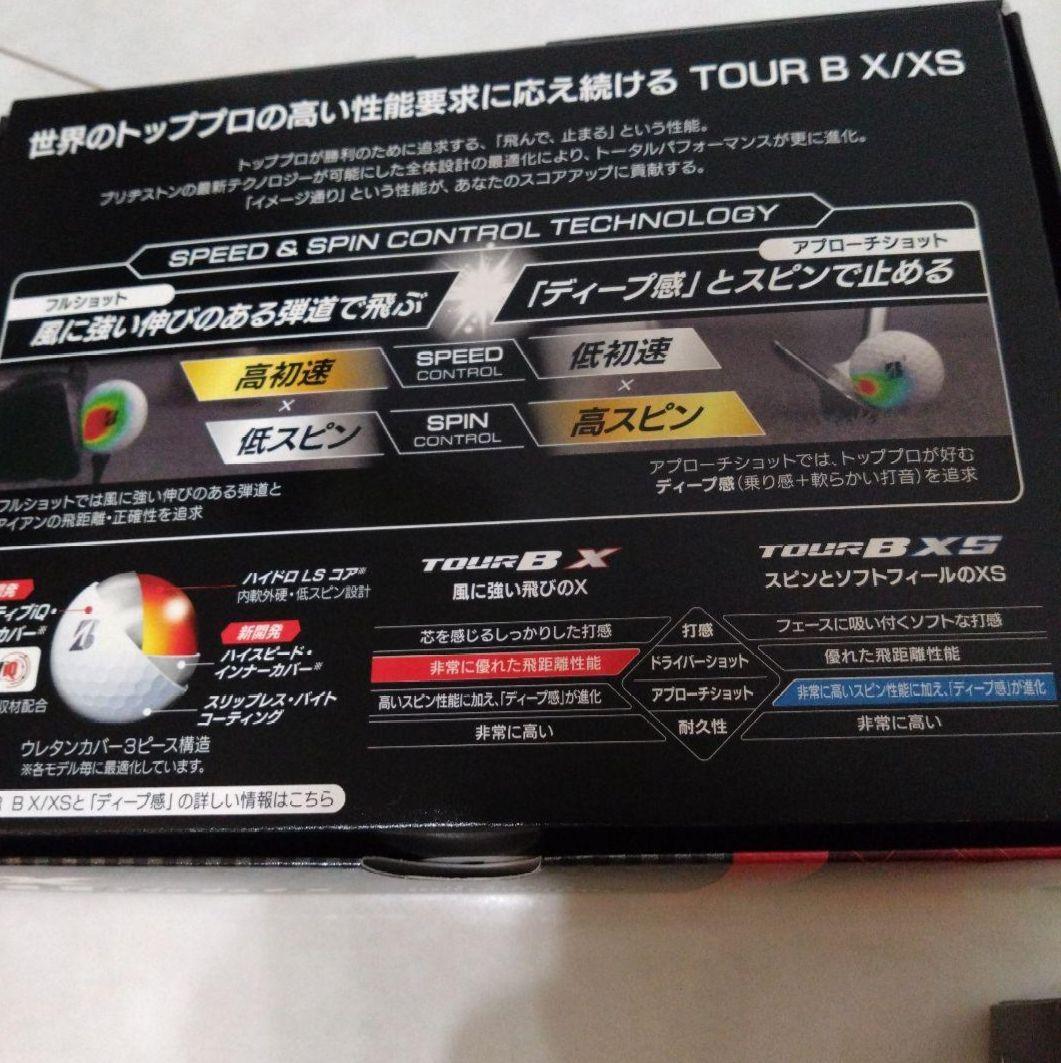 世界のトッププロの高い性能要求に応え続ける TOUR B X/XS
トッププロが勝利のために追求する、「飛んで、止まる」という性能。
ブリヂストンの最新テクノロジーが可能にした全体設計の最適化により、トータルパフォーマンスが更に進化。
「イメージ通り」という性能が、あなたのスコアアップに貢献する。
SPEED & SPIN CONTROL TECHNOLOGY
フルショット
風に強い伸びのある弾道で飛ぶ
アプローチショット
「ディープ感」とスピンで止める
高初速
SPEED
CONTROL
低初速
×
×
低スピン
SPIN
CONTROL
高スピン
フルショットでは風に強い伸びのある弾道と
アイアンの飛距離・正確性を追求
アプローチショットでは、トッププロが好む
ディープ感(乗り感+軟らかい打音)を追求
発
ティブiQ・
カバー※
収材配合
ハイドロ LS コア※
内軟外硬・低スピン設計
新開発
ハイスピード・
インナーカバー※
スリップレス・バイト
コーティング
ウレタンカバー3ピース構造
※各モデル毎に最適化しています。
B X/XSと「ディープ感」の詳しい情報はこちら
TOUR B X
風に強い飛びのX
TOUR B XS
スピンとソフトフィールのXS
芯を感じるしっかりした打感
打感
フェースに吸い付くソフトな打感
非常に優れた飛距離性能
ドライバーショット
優れた飛距離性能
高いスピン性能に加え、「ディープ感」が進化
アプローチショット
非常に高いスピン性能に加え、「ディープ感」が進化
非常に高い
耐久性
非常に高い